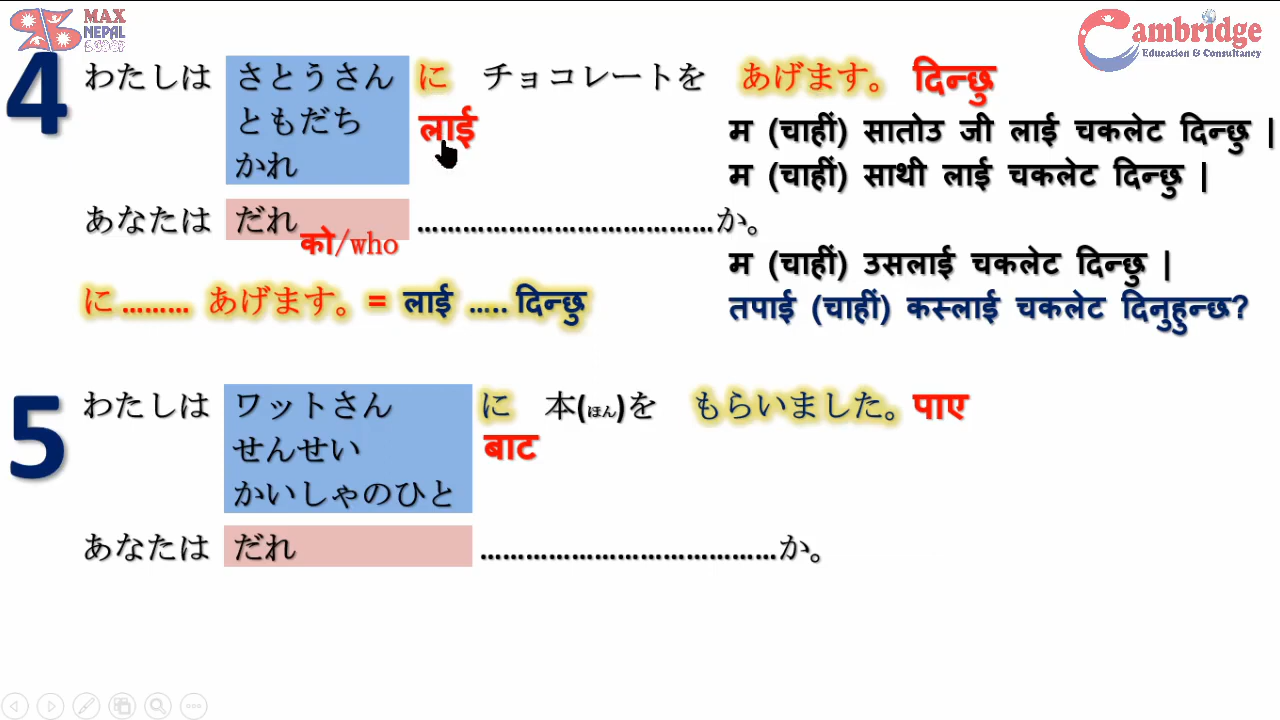 MAX
NEPAL
Cambridge
Education & Consultancy
4
わたしは さとうさん に チョコレートを あげます。 दिन्छु
ともだち लाई
かれ
म (चाहीं) सातोउ जी लाई चकलेट दिन्छु |
म (चाहीं) साथी लाई चकलेट दिन्छु |
あなたは だれ ..........................................か。
को/who
म (चाहीं) उसलाई चकलेट दिन्छु |
に ......... あげます。 = लाई ..... दिन्छु
तपाई (चाहीं) कस्लाई चकलेट दिनुहुन्छ?
5
わたしは ワットさん に 本(ほん)を もらいました。 पाए
せんせい बाट
かいしゃのひと
あなたは だれ ..........................................か。